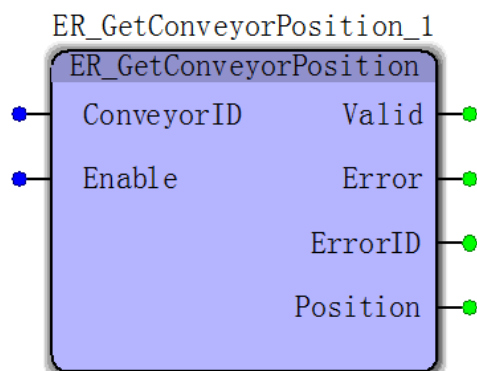 ER_GetConveyorPosition_1
ER_GetConveyorPosition
ConveyorID Valid
Enable Error
ErrorID
Position